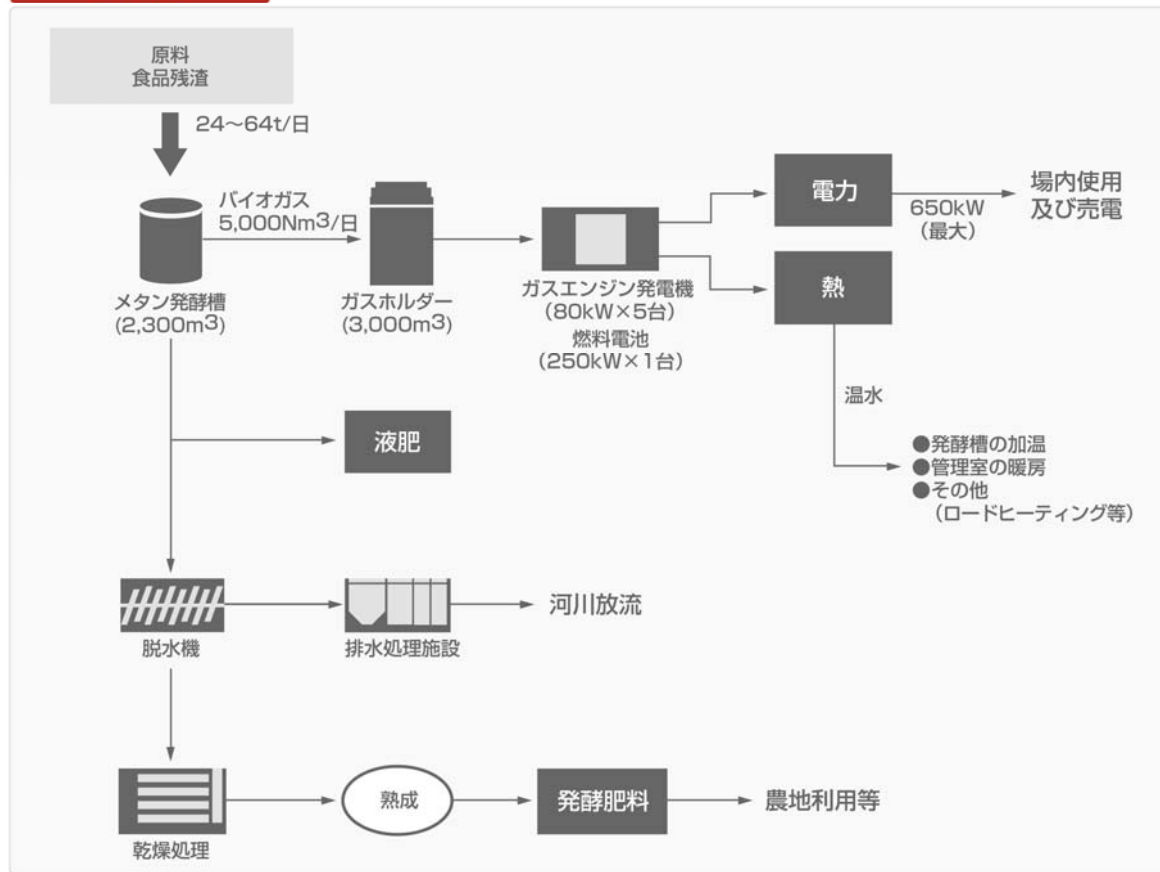 原料
食品残渣
24～64t/日
バイオガス
5,000Nm3/日
メタン発酵槽
(2,300m3)
ガスホルダー
(3,000m3)
ガスエンジン発電機
(80kW×5台)
燃料電池
(250kW×1台)
電力
650kW
(最大)
場内使用
及び売電
熱
温水
●発酵槽の加温
●管理室の暖房
●その他
(ロードヒーティング等)
液肥
脱水機
排水処理施設
河川放流
乾燥処理
熟成
発酵肥料
農地利用等